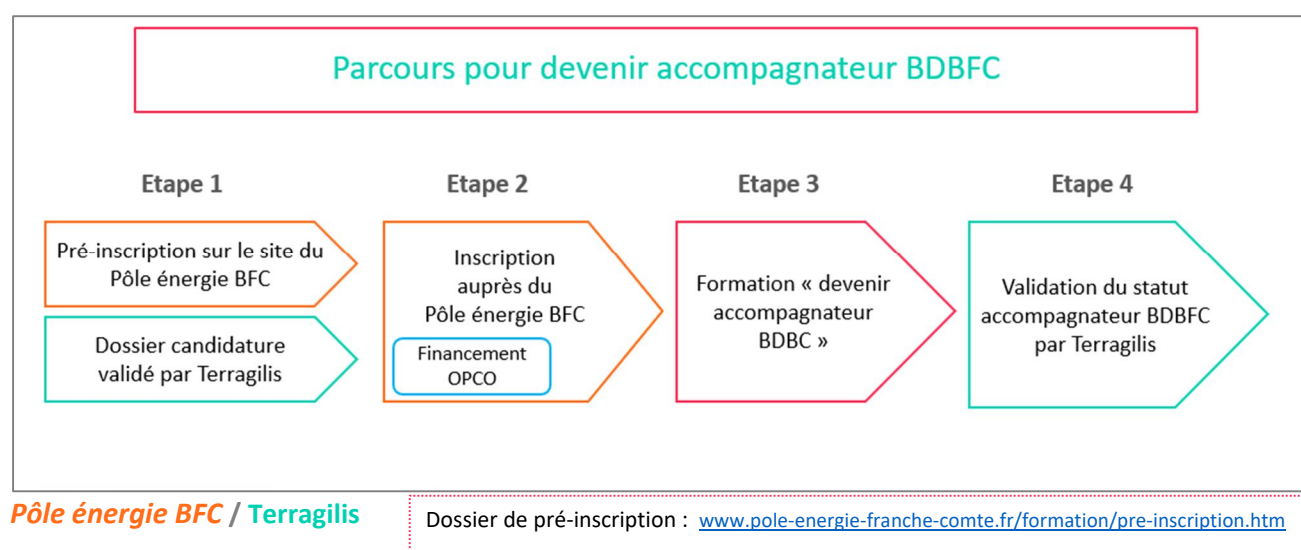 Parcours pour devenir accompagnateur BDBFC
Etape 1
Pré-inscription sur le site du
Pôle énergie BFC
Dossier candidature
validé par Terragilis
Etape 2
Inscription
auprès du
Pôle énergie BFC
Financement
OPCO
Etape 3
Formation « devenir
accompagnateur
BDBC »
Etape 4
Validation du statut
accompagnateur BDBFC
par Terragilis
Pôle énergie BFC / Terragilis
Dossier de pré-inscription : www.pole-energie-franche-comte.fr/formation/pre-inscription.htm